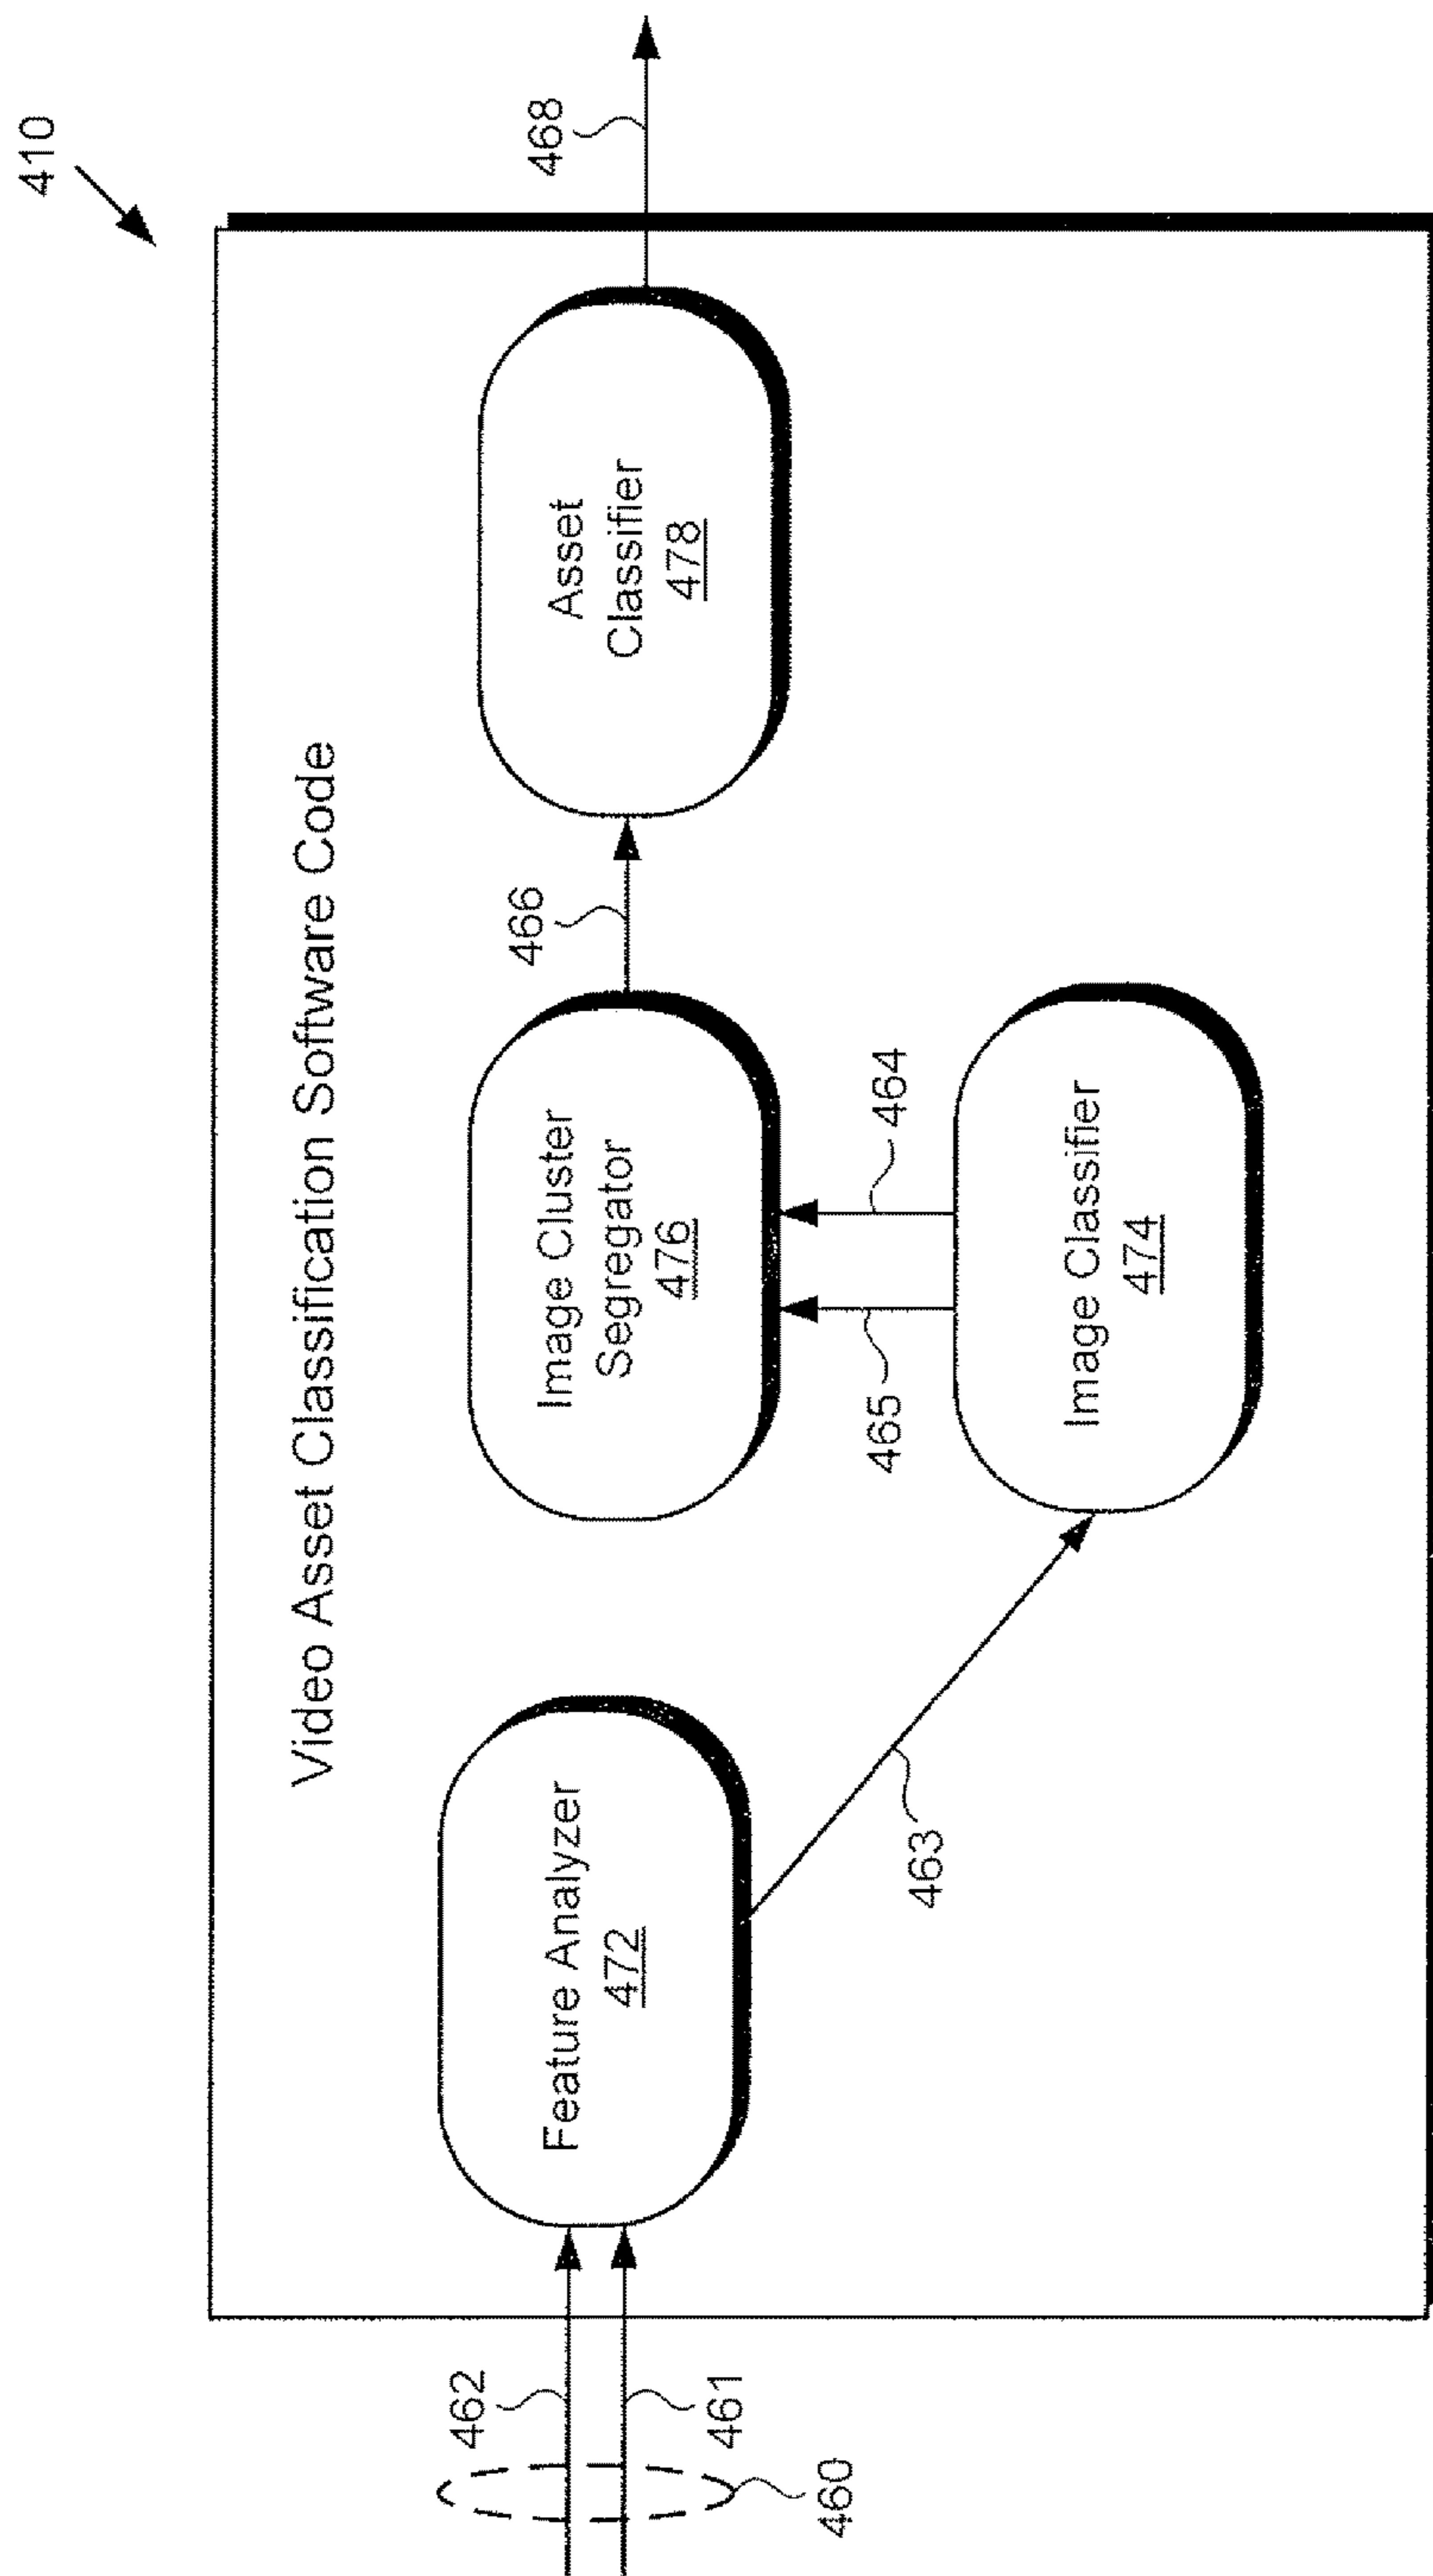 410
Video Asset Classification Software Code
462
461
460
Feature Analyzer
472
463
Image Cluster
Segregator
476
465
464
Image Classifier
474
466
Asset
Classifier
478
468